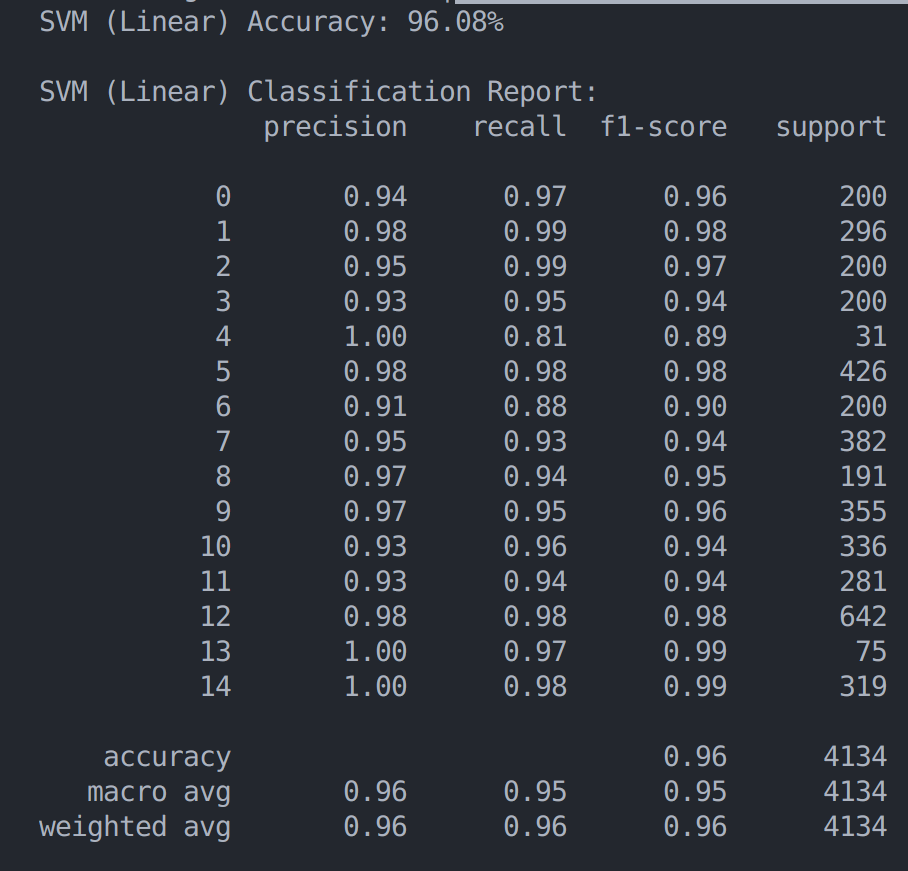 SVM (Linear) Accuracy: 96.08%
SVM (Linear) Classification Report:
precision recall f1-score support
0 0.94 0.97 0.96 200
1 0.98 0.99 0.98 296
2 0.95 0.99 0.97 200
3 0.93 0.95 0.94 200
4 1.00 0.81 0.89 31
5 0.98 0.98 0.98 426
6 0.91 0.88 0.90 200
7 0.95 0.93 0.94 382
8 0.97 0.94 0.95 191
9 0.97 0.95 0.96 355
10 0.93 0.96 0.94 336
11 0.93 0.94 0.94 281
12 0.98 0.98 0.98 642
13 1.00 0.97 0.99 75
14 1.00 0.98 0.99 319
accuracy 0.96 4134
macro avg 0.96 0.95 0.95 4134
weighted avg 0.96 0.96 0.96 4134